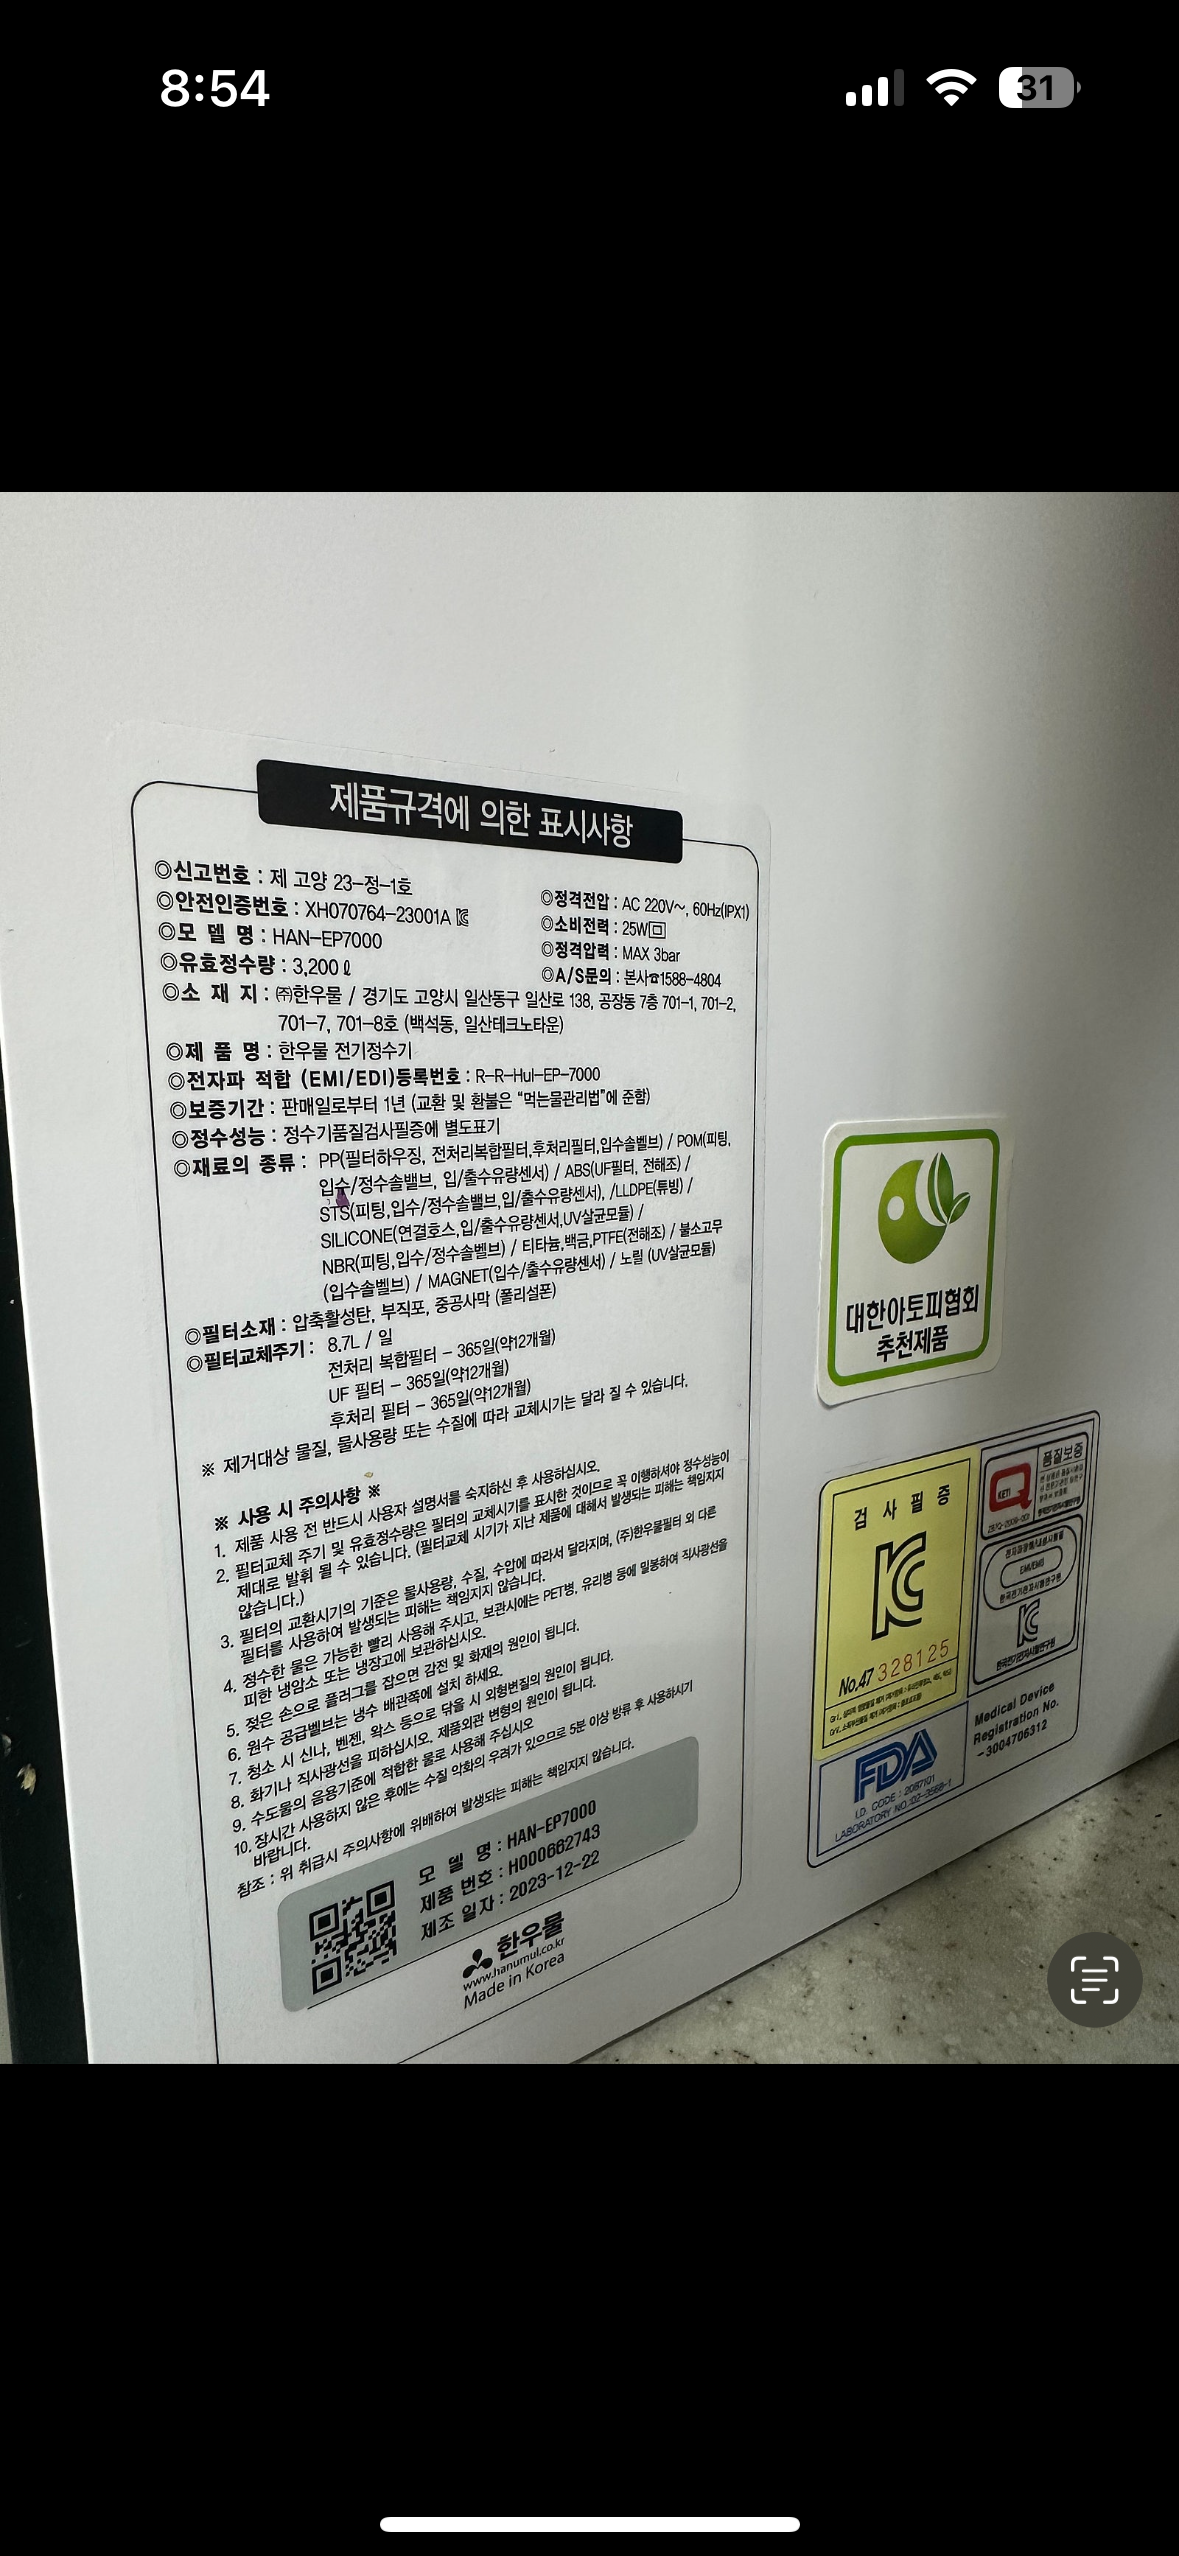 8:54
31
제품규격에 의한 표시사항
◎신고번호 : 제 고양 23-정-1호
◎안전인증번호 : XH070764-23001A
◎모 델 명 : HAN-EP7000
◎유효정수량 : 3,200 ℓ
◎정격전압 : AC 220V~, 60Hz(IPX1)
◎소비전력 : 25W
◎정격압력 : MAX 3bar
◎A/S문의 : 본사☎1588-4804
◎소 재 지 : ㈜한우물 / 경기도 고양시 일산동구 일산로 138, 공장동 7층 701-1, 701-2,
701-7, 701-8호 (백석동, 일산테크노타운)
◎제 품 명 : 한우물 전기정수기
◎전자파 적합 (EMI/EDI)등록번호 : R-R-HuI-EP-7000
◎보증기간 : 판매일로부터 1년 (교환 및 환불은 "먹는물관리법"에 준함)
◎정수성능 : 정수기품질검사필증에 별도표기
◎재료의 종류 : PP(필터하우징, 전처리복합필터,후처리필터,입수솔벨브) / POM(피팅,
입수/정수솔밸브, 입/출수유량센서) / ABS(UF필터, 전해조) /
STS(피팅,입수/정수솔밸브,입/출수유량센서), /LLDPE(튜빙) /
SILICONE(연결호스,입/출수유량센서,UV살균모듈) /
NBR(피팅,입수/정수솔벨브) / 티타늄,백금,PTFE(전해조) / 불소고무
(입수솔벨브) / MAGNET(입수/출수유량센서) / 노릴 (UV살균모듈)
◎필터소재 : 압축활성탄, 부직포, 중공사막 (폴리설폰)
◎필터교체주기 : 8.7L / 일
전처리 복합필터 - 365일(약12개월)
UF 필터 - 365일(약12개월)
후처리 필터 - 365일(약12개월)
※ 제거대상 물질, 물사용량 또는 수질에 따라 교체시기는 달라 질 수 있습니다.
※ 사용 시 주의사항 ※
1. 제품 사용 전 반드시 사용자 설명서를 숙지하신 후 사용하십시오.
2. 필터교체 주기 및 유효정수량은 필터의 교체시기를 표시한 것이므로 꼭 이행하셔야 정수성능이
제대로 발휘 될 수 있습니다. (필터교체 시기가 지난 제품에 대해서 발생되는 피해는 책임지지
않습니다.)
3. 필터의 교환시기의 기준은 물사용량, 수질, 수압에 따라서 달라지며, (주)한우물필터 외 다른
필터를 사용하여 발생되는 피해는 책임지지 않습니다.
4. 정수한 물은 가능한 빨리 사용해 주시고, 보관시에는 PET병, 유리병 등에 밀봉하여 직사광선을
피한 냉암소 또는 냉장고에 보관하십시오.
5. 젖은 손으로 플러그를 잡으면 감전 및 화재의 원인이 됩니다.
6. 원수 공급벨브는 냉수 배관쪽에 설치 하세요.
7. 청소 시 신나, 벤젠, 왁스 등으로 닦을 시 외형변질의 원인이 됩니다.
8. 화기나 직사광선을 피하십시오. 제품외관 변형의 원인이 됩니다.
9. 수도물의 음용기준에 적합한 물로 사용해 주십시오
10. 장시간 사용하지 않은 후에는 수질 악화의 우려가 있으므로 5분 이상 방류 후 사용하시기
바랍니다.
참조 : 위 취급시 주의사항에 위배하여 발생되는 피해는 책임지지 않습니다.
모 델 명 : HAN-EP7000
제품 번호 : H000662743
제조 일자 : 2023-12-22
한우물
www.hanumul.co.kr
Made in Korea
대한아토피협회
추천제품
검 사 필 증
No.47 328125
품질보증
KETI
EMI/EMS
한국전기전자시험연구원
한국전기전자시험연구원
FDA
I.D. CODE : 2087101
LABORATORY NO.:02-3568-1
Medical Device
Registration No.
-3004706312